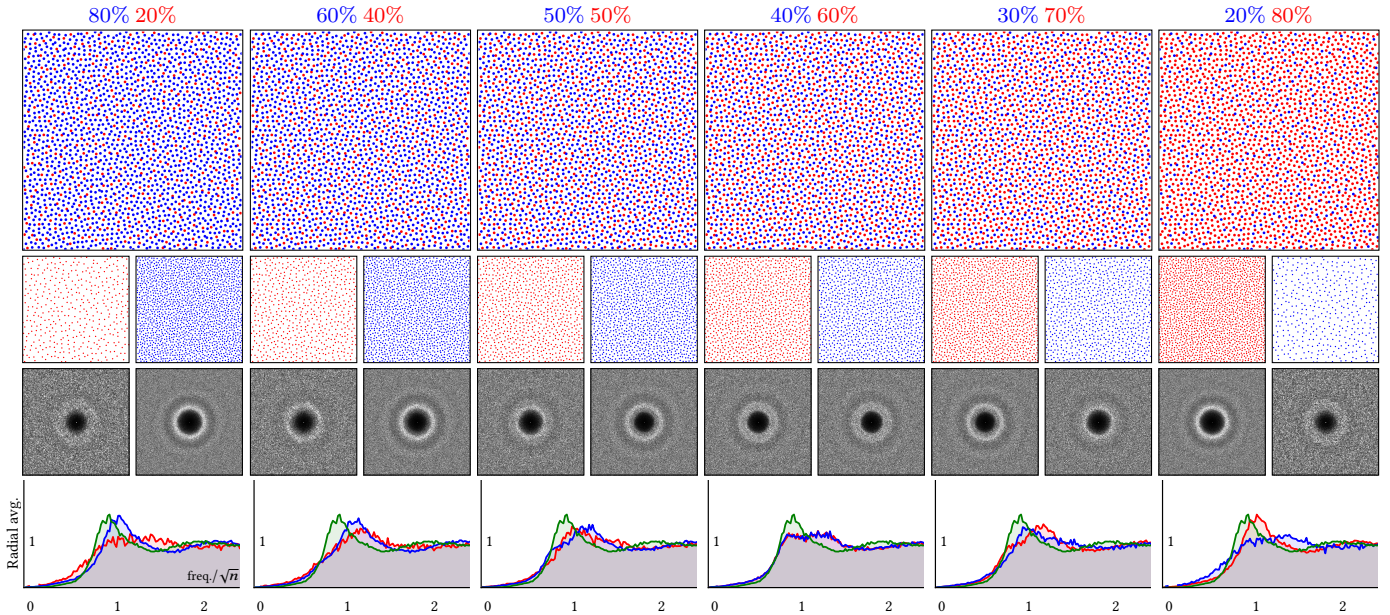 80% 20% 60% 40% 50% 50% 40% 60% 30% 70% 20% 80%
Radial avg.
1 1 1 1 1 1
freq./√n
0 1 2 0 1 2 0 1 2 0 1 2 0 1 2 0 1 2